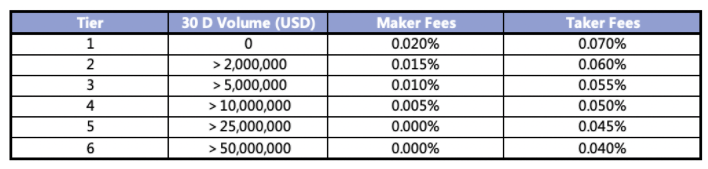 Tier 30 D Volume (USD) Maker Fees Taker Fees
1 0 0.020% 0.070%
2 > 2,000,000 0.015% 0.060%
3 > 5,000,000 0.010% 0.055%
4 > 10,000,000 0.005% 0.050%
5 > 25,000,000 0.000% 0.045%
6 > 50,000,000 0.000% 0.040%